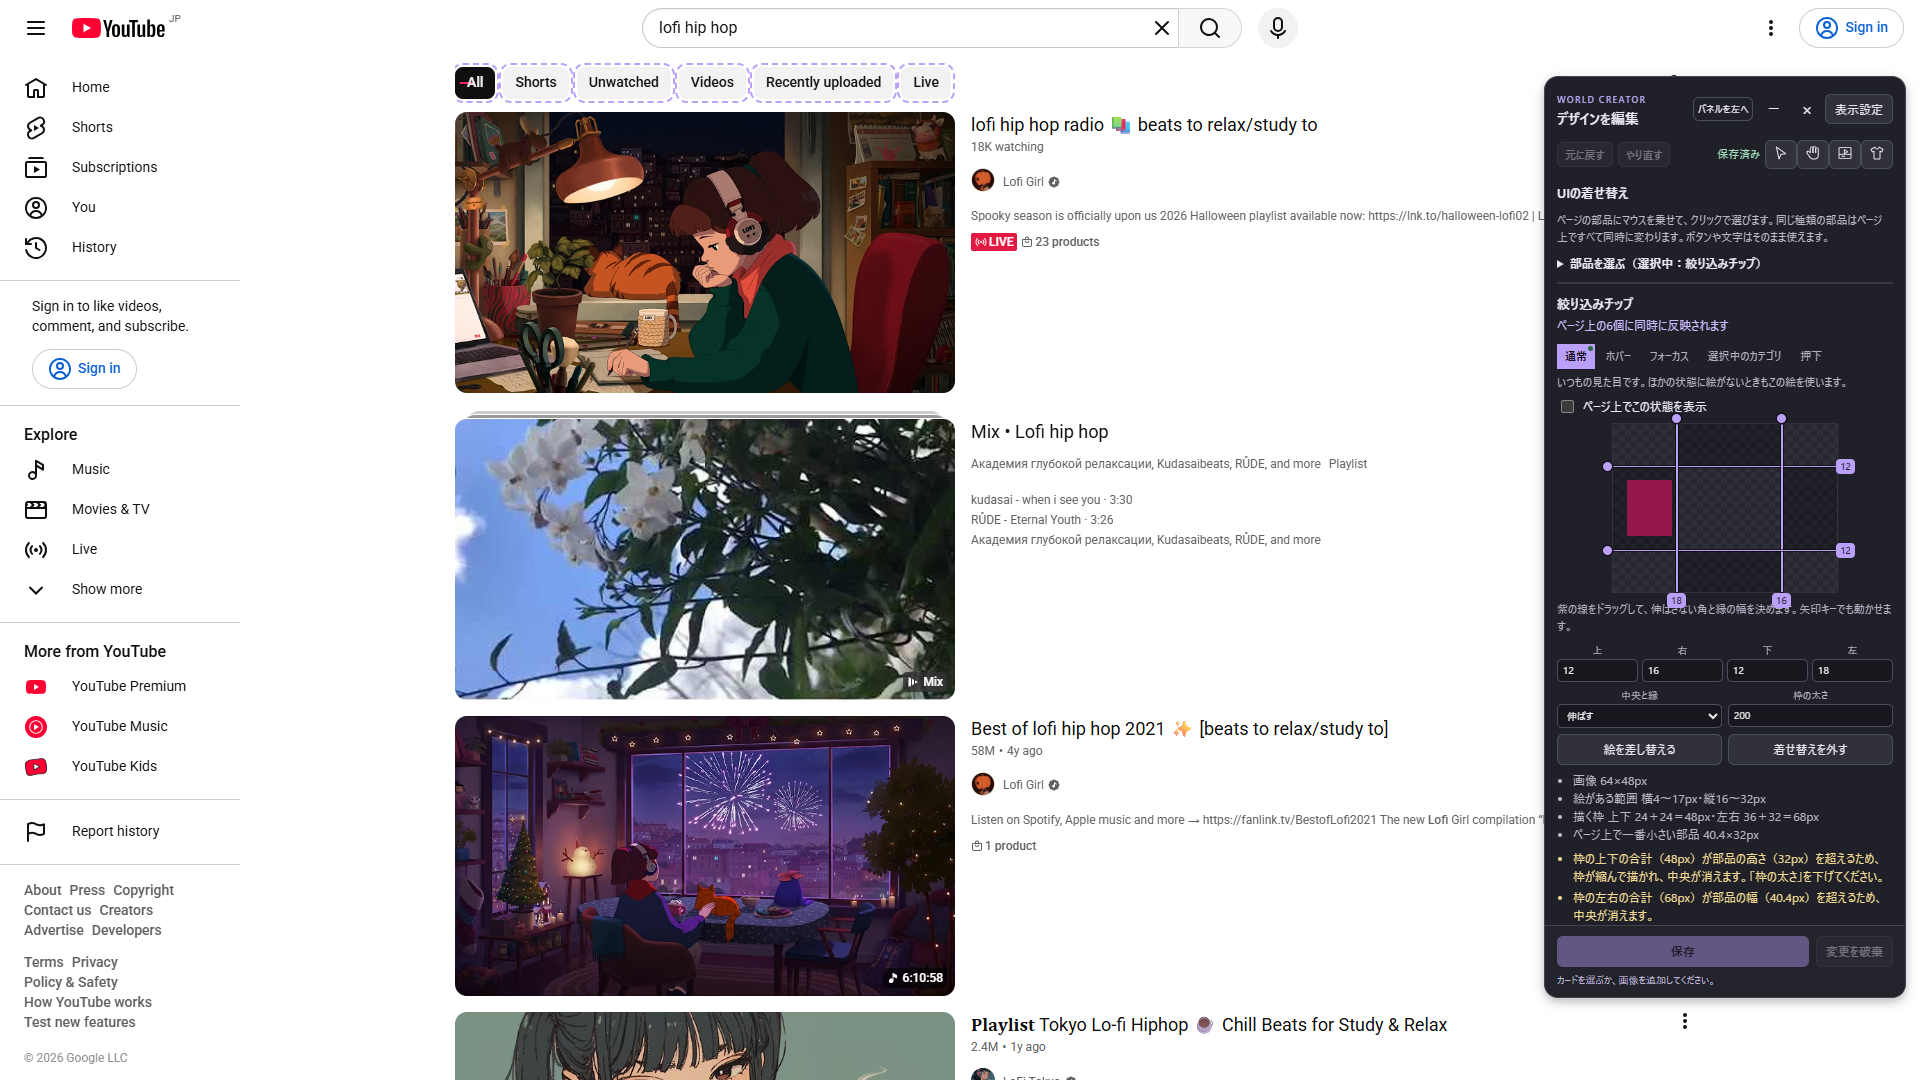 YouTube JP
lofi hip hop
Sign in
Home
Shorts
Subscriptions
You
History
Sign in to like videos,
comment, and subscribe.
Sign in
Explore
Music
Movies & TV
Live
Show more
More from YouTube
YouTube Premium
YouTube Music
YouTube Kids
Report history
About Press Copyright
Contact us Creators
Advertise Developers
Terms Privacy
Policy & Safety
How YouTube works
Test new features
© 2026 Google LLC
All Shorts Unwatched Videos Recently uploaded Live
lofi hip hop radio 📚 beats to relax/study to
18K watching
Lofi Girl
Spooky season is officially upon us 2026 Halloween playlist available now: https://lnk.to/halloween-lofi02 | L
LIVE 23 products
Mix
Mix • Lofi hip hop
Академия глубокой релаксации, Kudasaibeats, RŮDE, and more Playlist
kudasai - when i see you · 3:30
RŮDE - Eternal Youth · 3:26
Академия глубокой релаксации, Kudasaibeats, RŮDE, and more
6:10:58
Best of lofi hip hop 2021 ✨ [beats to relax/study to]
58M • 4y ago
Lofi Girl
Listen on Spotify, Apple music and more → https://fanlink.tv/BestofLofi2021 The new Lofi Girl compilation
1 product
Playlist Tokyo Lo-fi Hiphop ☕ Chill Beats for Study & Relax
2.4M • 1y ago
WORLD CREATOR
デザインを編集
パネルを左へ
表示設定
元に戻す やり直す 保存済み
UIの着せ替え
ページの部品にマウスを乗せて、クリックで選びます。同じ種類の部品はページ
上ですべて同時に変わります。ボタンや文字はそのまま使えます。
部品を選ぶ（選択中：絞り込みチップ）
絞り込みチップ
ページ上の6個に同時に反映されます
通常 ホバー フォーカス 選択中のカテゴリ 押下
いつもの見た目です。ほかの状態に絵がないときもこの絵を使います。
ページ上でこの状態を表示
12
12
18 16
紫の線をドラッグして、伸ばさない角と縁の幅を決めます。矢印キーでも動かせま
す。
上 右 下 左
12 16 12 18
中央と縁 枠の太さ
伸ばす 200
絵を差し替える 着せ替えを外す
画像 64×48px
絵がある範囲 横4〜17px・縦16〜32px
描く枠 上下 24＋24＝48px・左右 36＋32＝68px
ページ上で一番小さい部品 40.4×32px
枠の上下の合計（48px）が部品の高さ（32px）を超えるため、
枠が縮んで描かれ、中央が消えます。「枠の太さ」を下げてください。
枠の左右の合計（68px）が部品の幅（40.4px）を超えるため、
中央が消えます。
保存 変更を破棄
カードを選ぶか、画像を追加してください。